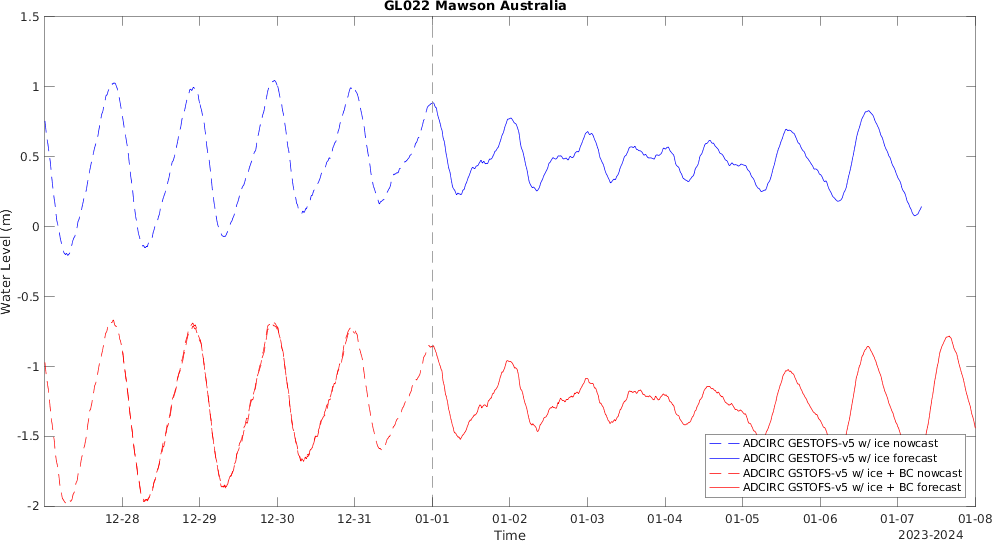 GL022 Mawson Australia
1.5
1
0.5
0
-0.5
-1
-1.5
-2
Water Level (m)
ADCIRC GESTOFS-v5 w/ ice nowcast
ADCIRC GESTOFS-v5 w/ ice forecast
ADCIRC GSTOFS-v5 w/ ice + BC nowcast
ADCIRC GSTOFS-v5 w/ ice + BC forecast
12-28 12-29 12-30 12-31 01-01 01-02 01-03 01-04 01-05 01-06 01-07 01-08
Time
2023-2024